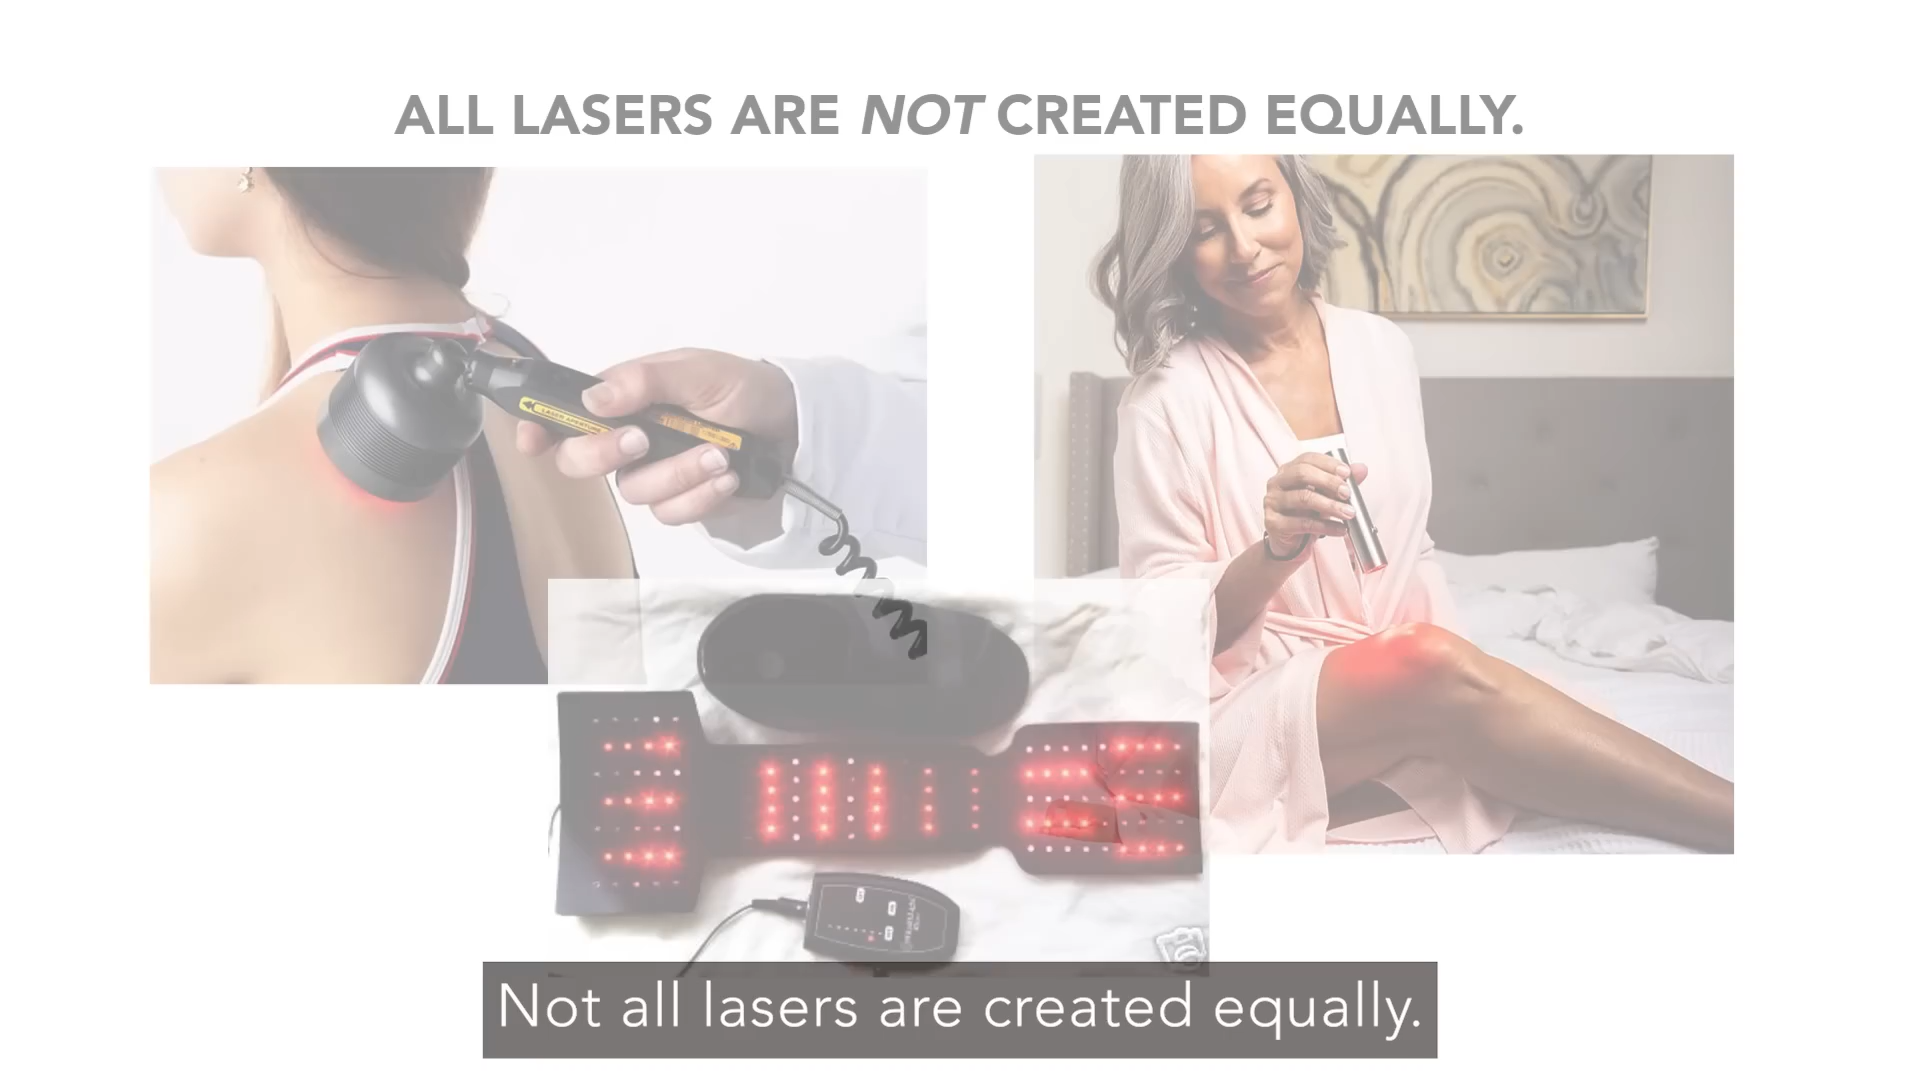 ALL LASERS ARE NOT CREATED EQUALLY.
LASER APERTURE
Not all lasers are created equally.